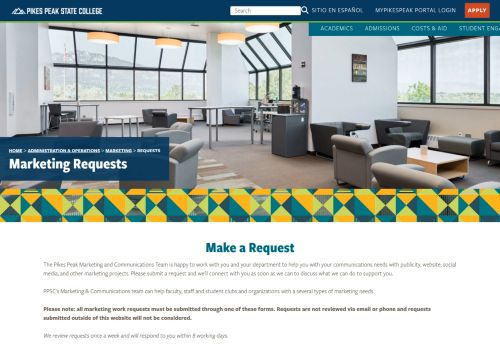 PIKES PEAK STATE COLLEGE
Search
SITIO EN ESPAÑOL
MYPIKESPEAK PORTAL LOGIN
APPLY
ACADEMICS
ADMISSIONS
COSTS & AID
STUDENT ENGA
HOME > ADMINISTRATION & OPERATIONS > MARKETING > REQUESTS
Marketing Requests
Make a Request
The Pikes Peak Marketing and Communications Team is happy to work with you and your department to help you with your communications needs with publicity, website, social
media, and other marketing projects. Please submit a request and we'll connect with you as soon as we can to discuss what we can do to support you.
PPSC's Marketing & Communications team can help faculty, staff and student clubs and organizations with a several types of marketing needs.
Please note: all marketing work requests must be submitted through one of these forms. Requests are not reviewed via email or phone and requests
submitted outside of this website will not be considered.
We review requests once a week and will respond to you within 8 working days.